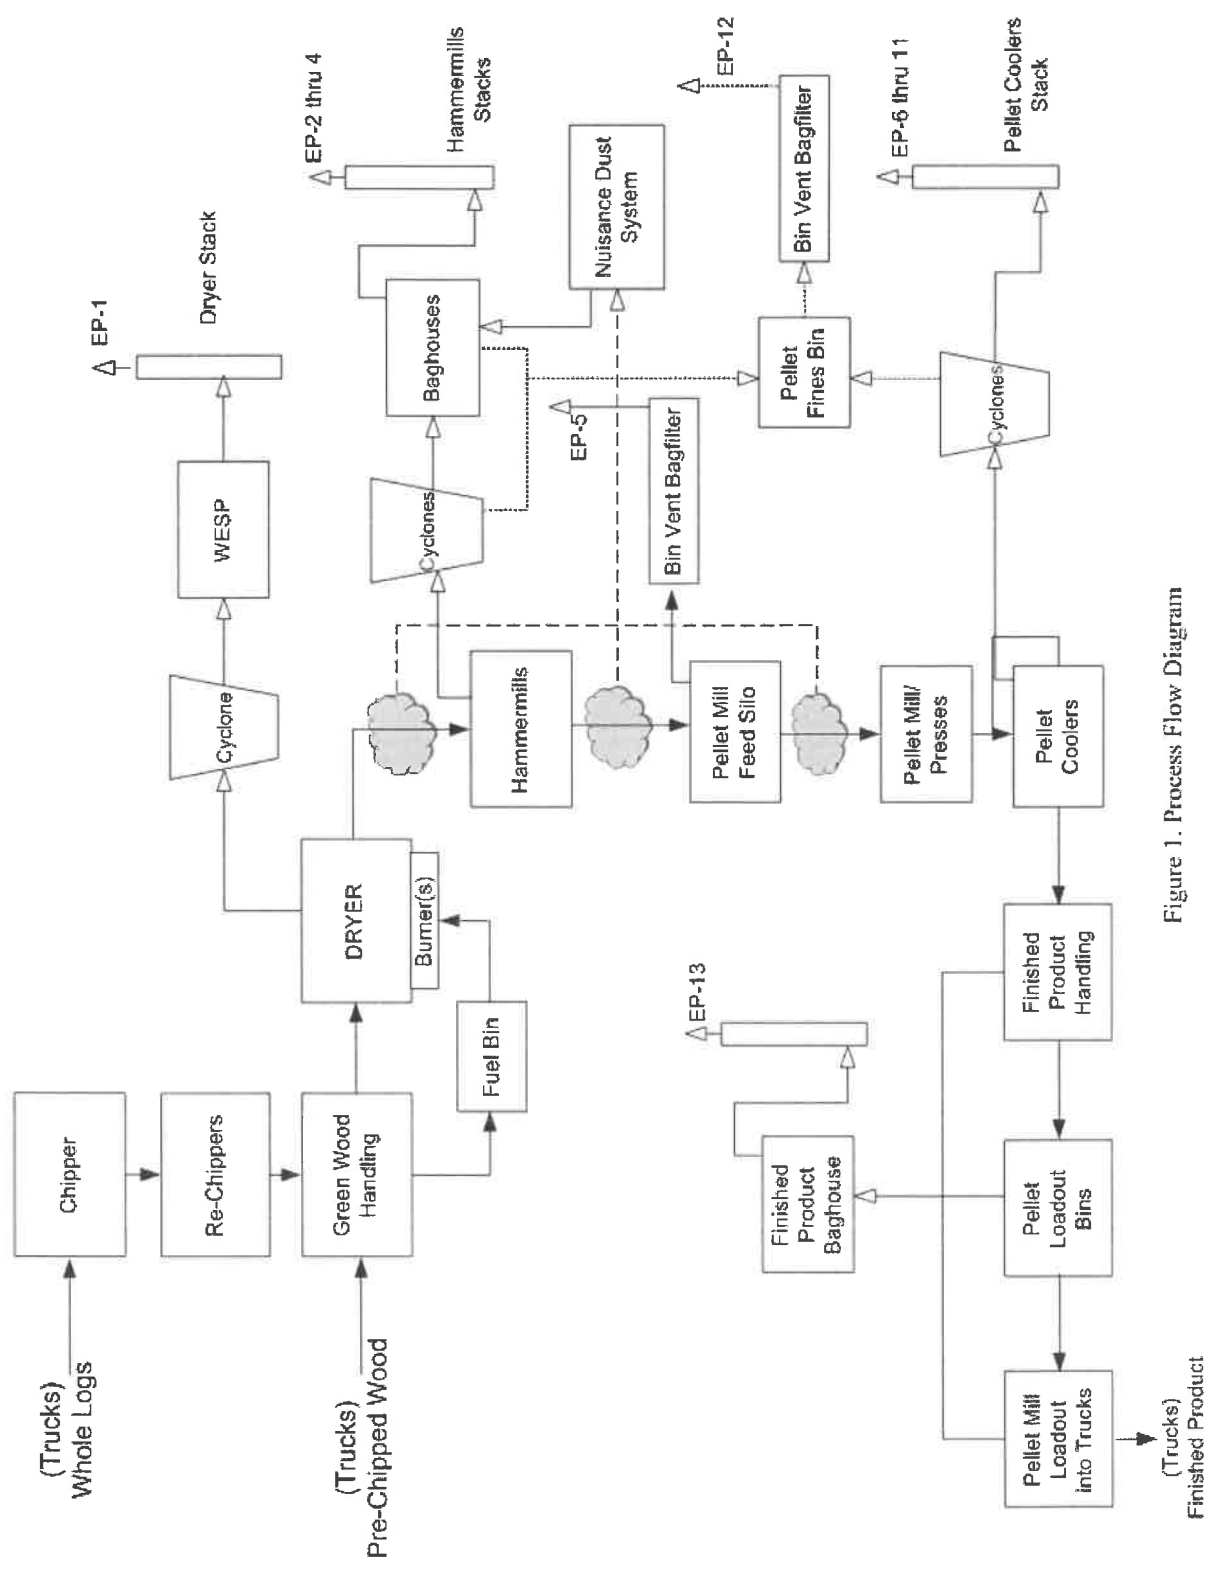 (Trucks)
Whole Logs
Chipper
Re-Chippers
(Trucks)
Pre-Chipped Wood
Green Wood
Handling
Fuel Bin
DRYER
Burner(s)
Cyclone
WESP
EP-1
Dryer Stack
Hammermills
Cyclones
Baghouses
EP-2 thru 4
Hammermills
Stacks
Nuisance Dust
System
Pellet Mill
Feed Silo
Bin Vent Bagfilter
EP-5
Pellet
Fines Bin
Bin Vent Bagfilter
EP-12
Pellet Mill/
Presses
Pellet
Coolers
Cyclones
EP-6 thru 11
Pellet Coolers
Stack
Finished
Product
Handling
Pellet
Loadout
Bins
Pellet Mill
Loadout
into Trucks
(Trucks)
Finished Product
Finished
Product
Baghouse
EP-13
Figure 1. Process Flow Diagram